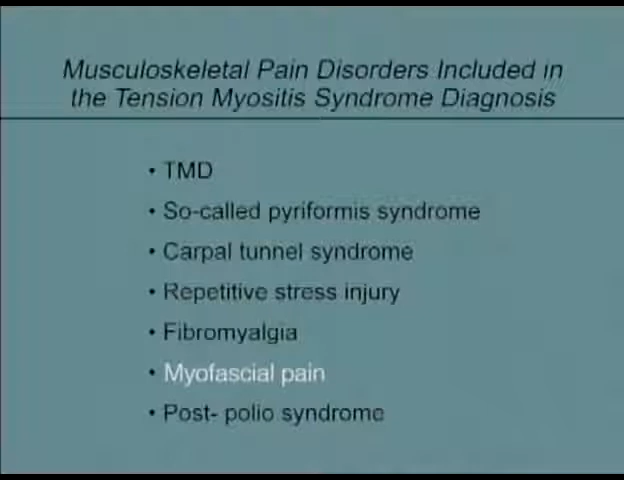 Musculoskeletal Pain Disorders Included in
the Tension Myositis Syndrome Diagnosis
• TMD
• So-called pyriformis syndrome
• Carpal tunnel syndrome
• Repetitive stress injury
• Fibromyalgia
• Myofascial pain
• Post- polio syndrome